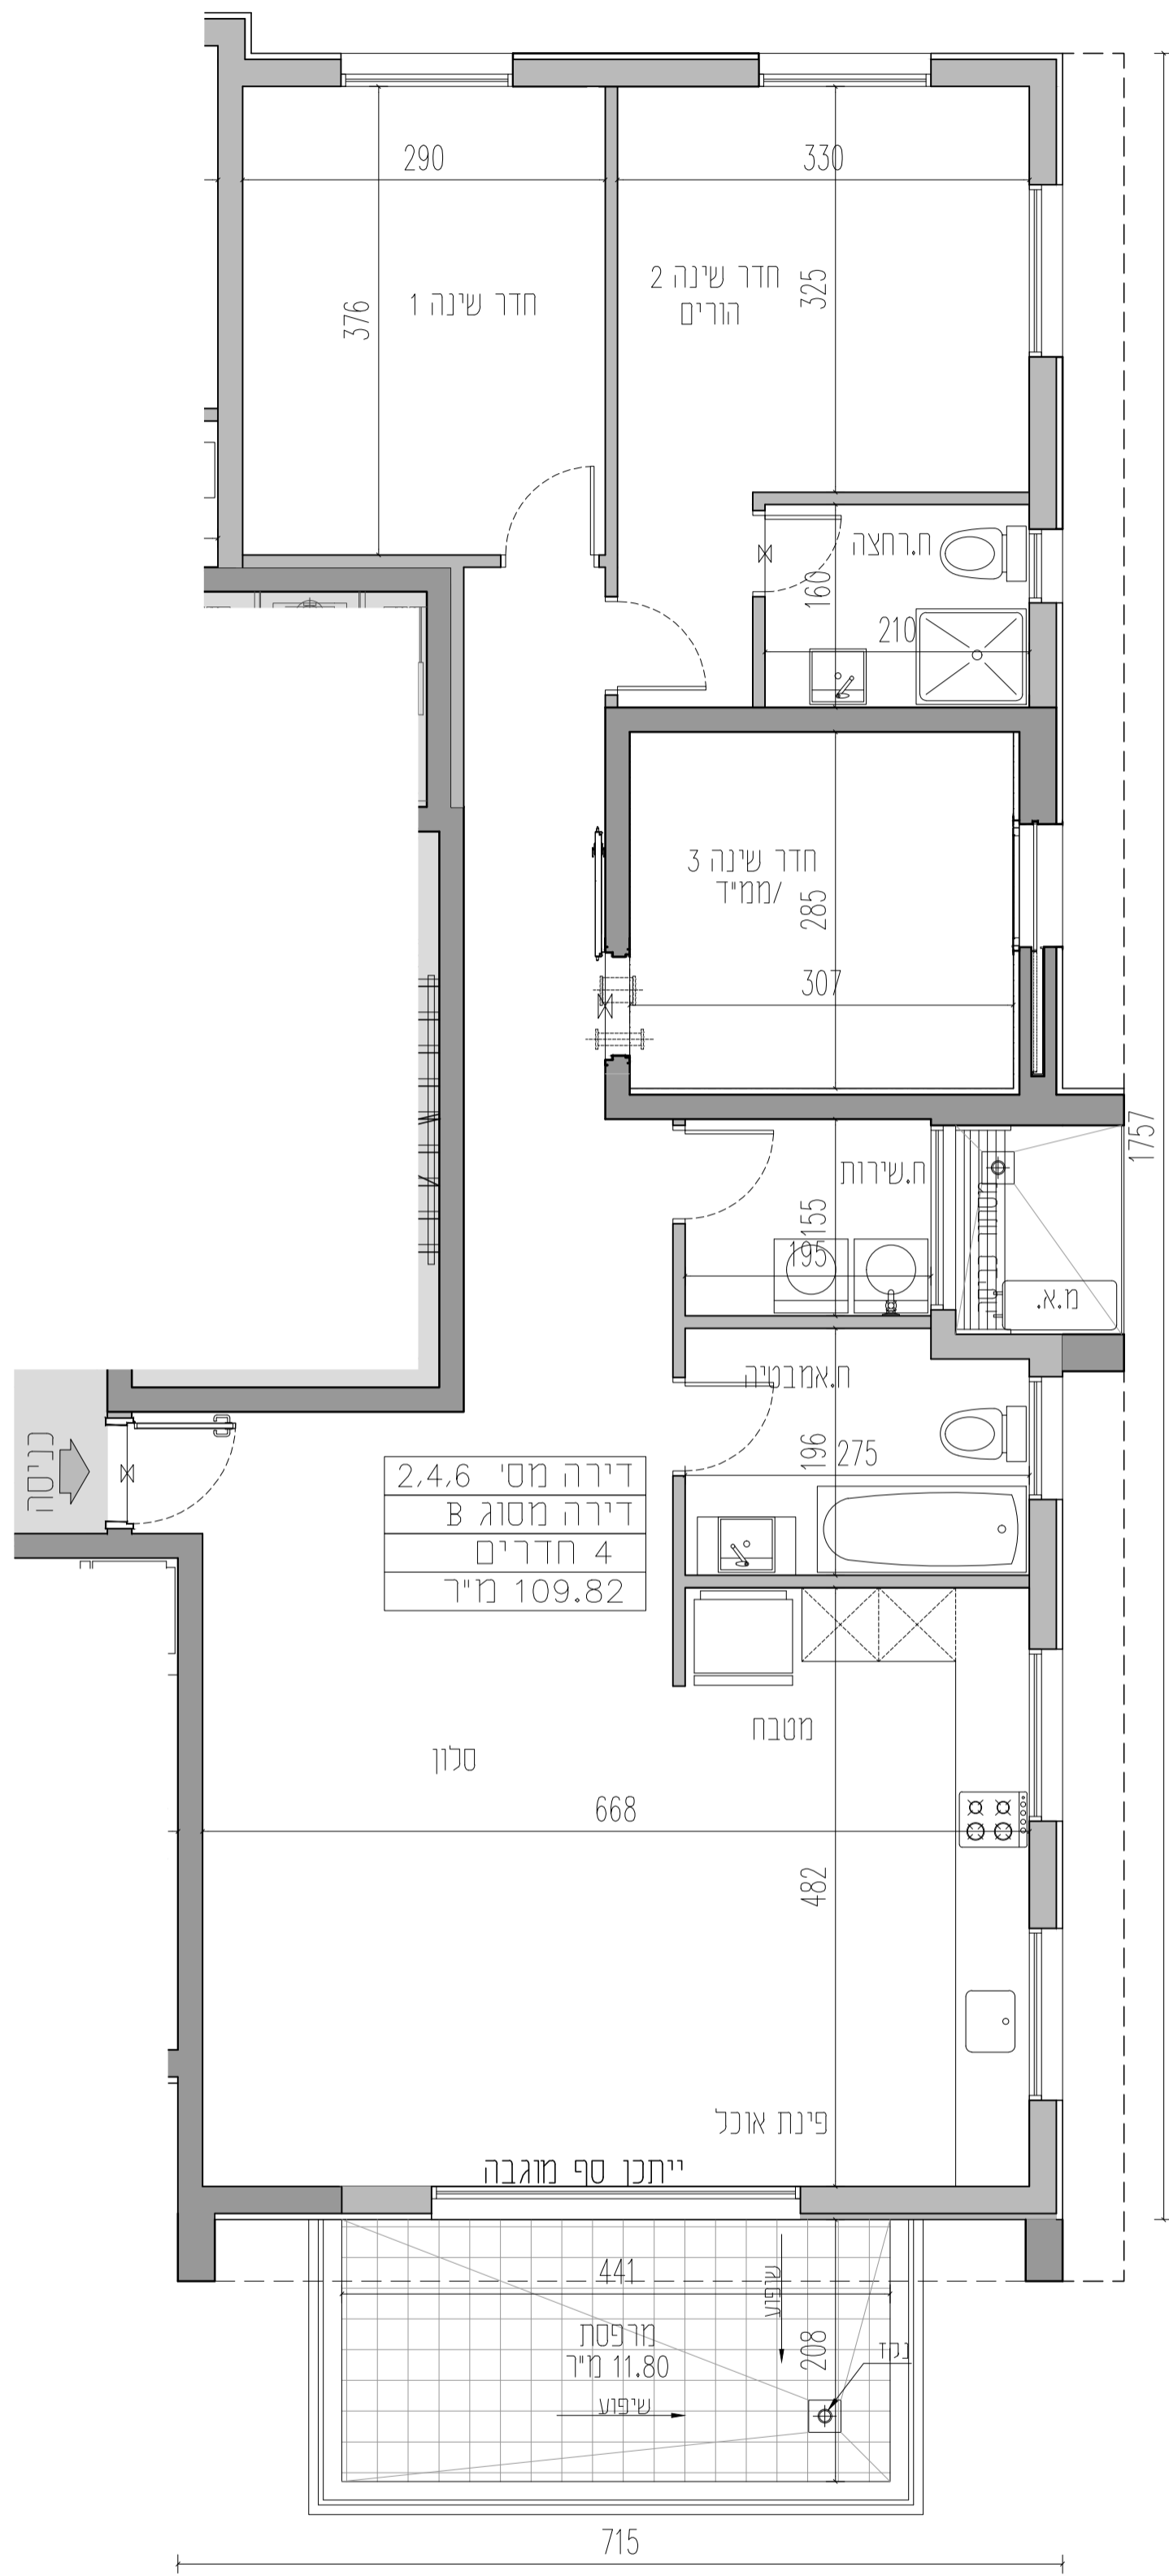 290
330
376
325
חדר שינה 1
חדר שינה 2
הורים
ח.רחצה
160
210
חדר שינה 3
/ממ"ד
285
307
1757
ח.שירות
155
195
מסתור כביסה
מ.א.
ח.אמבטיה
196
275
כניסה
דירה מס' 2,4,6
דירה מסוג B
4 חדרים
109.82 מ"ר
מטבח
סלון
668
482
פינת אוכל
ייתכן סף מוגבה
441
שיפוע
מרפסת
11.80 מ"ר
208
נקז
שיפוע
715